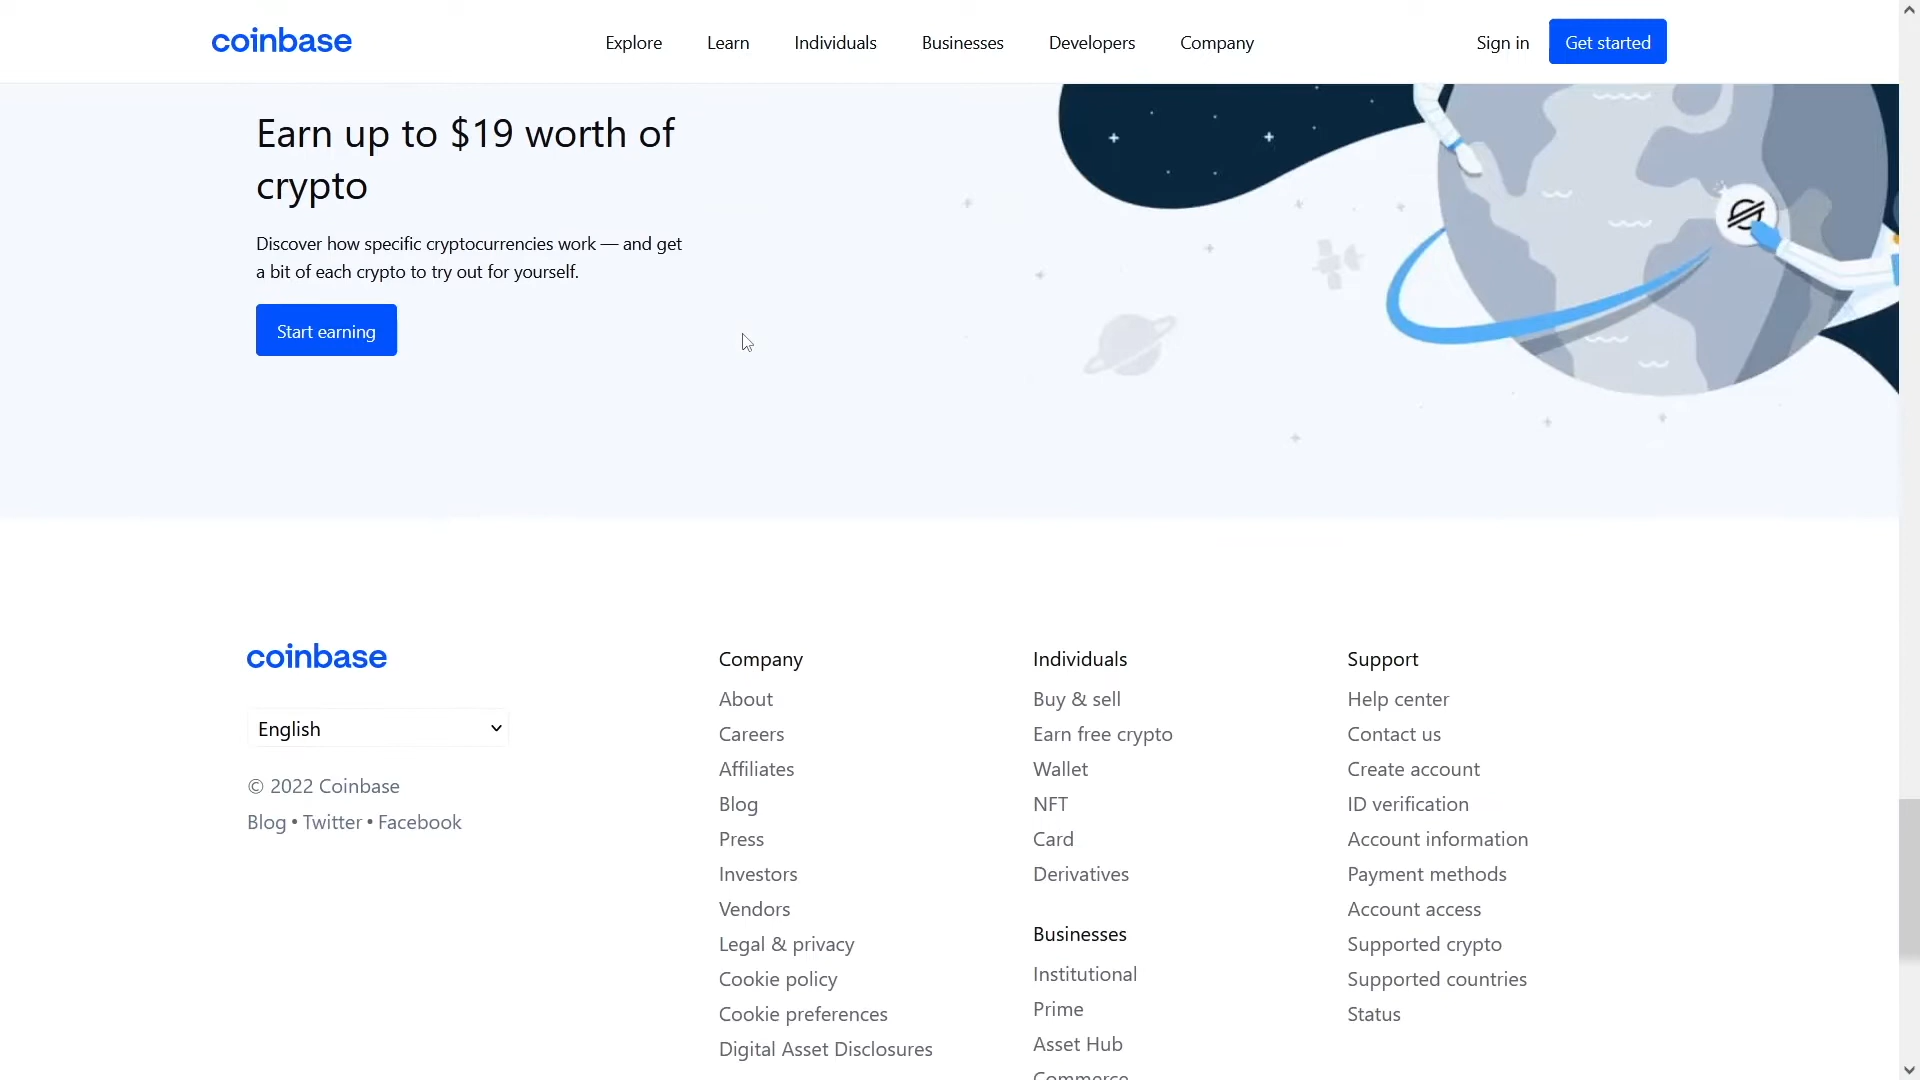 coinbase
Explore
Learn
Individuals
Businesses
Developers
Company
Sign in
Get started
Earn up to $19 worth of
crypto
Discover how specific cryptocurrencies work — and get
a bit of each crypto to try out for yourself.
Start earning
coinbase
English
© 2022 Coinbase
Blog • Twitter • Facebook
Company
About
Careers
Affiliates
Blog
Press
Investors
Vendors
Legal & privacy
Cookie policy
Cookie preferences
Digital Asset Disclosures
Individuals
Buy & sell
Earn free crypto
Wallet
NFT
Card
Derivatives
Businesses
Institutional
Prime
Asset Hub
Commerce
Support
Help center
Contact us
Create account
ID verification
Account information
Payment methods
Account access
Supported crypto
Supported countries
Status